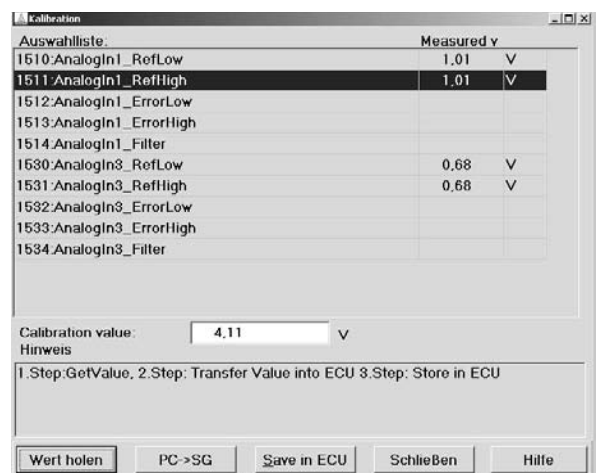 Kalibration
Auswahlliste: Measured v
1510:AnalogIn1_RefLow 1,01 V
1511:AnalogIn1_RefHigh 1,01 V
1512:AnalogIn1_ErrorLow
1513:AnalogIn1_ErrorHigh
1514:AnalogIn1_Filter
1530:AnalogIn3_RefLow 0,68 V
1531:AnalogIn3_RefHigh 0,68 V
1532:AnalogIn3_ErrorLow
1533:AnalogIn3_ErrorHigh
1534:AnalogIn3_Filter
Calibration value: 4,11 V
Hinweis
1.Step:GetValue, 2.Step: Transfer Value into ECU 3.Step: Store in ECU
Wert holen PC->SG Save in ECU Schließen Hilfe